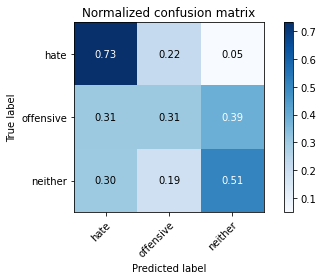 Normalized confusion matrix
True label
hate
0.73 0.22 0.05
offensive
0.31 0.31 0.39
neither
0.30 0.19 0.51
hate
offensive
neither
Predicted label
0.7
0.6
0.5
0.4
0.3
0.2
0.1